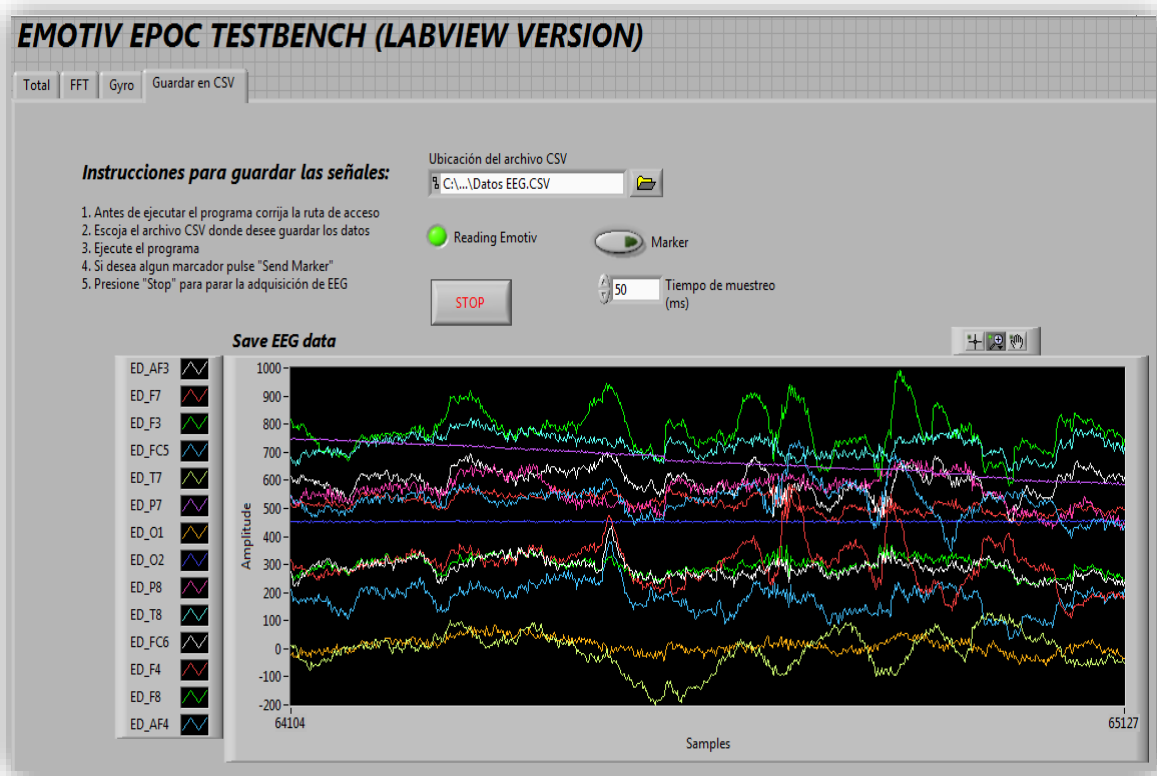 EMOTIV EPOC TESTBENCH (LABVIEW VERSION)
Total FFT Gyro Guardar en CSV
Instrucciones para guardar las señales:
1. Antes de ejecutar el programa corrija la ruta de acceso
2. Escoja el archivo CSV donde desee guardar los datos
3. Ejecute el programa
4. Si desea algun marcador pulse "Send Marker"
5. Presione "Stop" para parar la adquisición de EEG
Ubicación del archivo CSV
C:\...\Datos EEG.CSV
Reading Emotiv
Marker
STOP
50
Tiempo de muestreo
(ms)
Save EEG data
ED_AF3
ED_F7
ED_F3
ED_FC5
ED_T7
ED_P7
ED_O1
ED_O2
ED_P8
ED_T8
ED_FC6
ED_F4
ED_F8
ED_AF4
Amplitude
1000
900
800
700
600
500
400
300
200
100
0
-100
-200
64104
65127
Samples